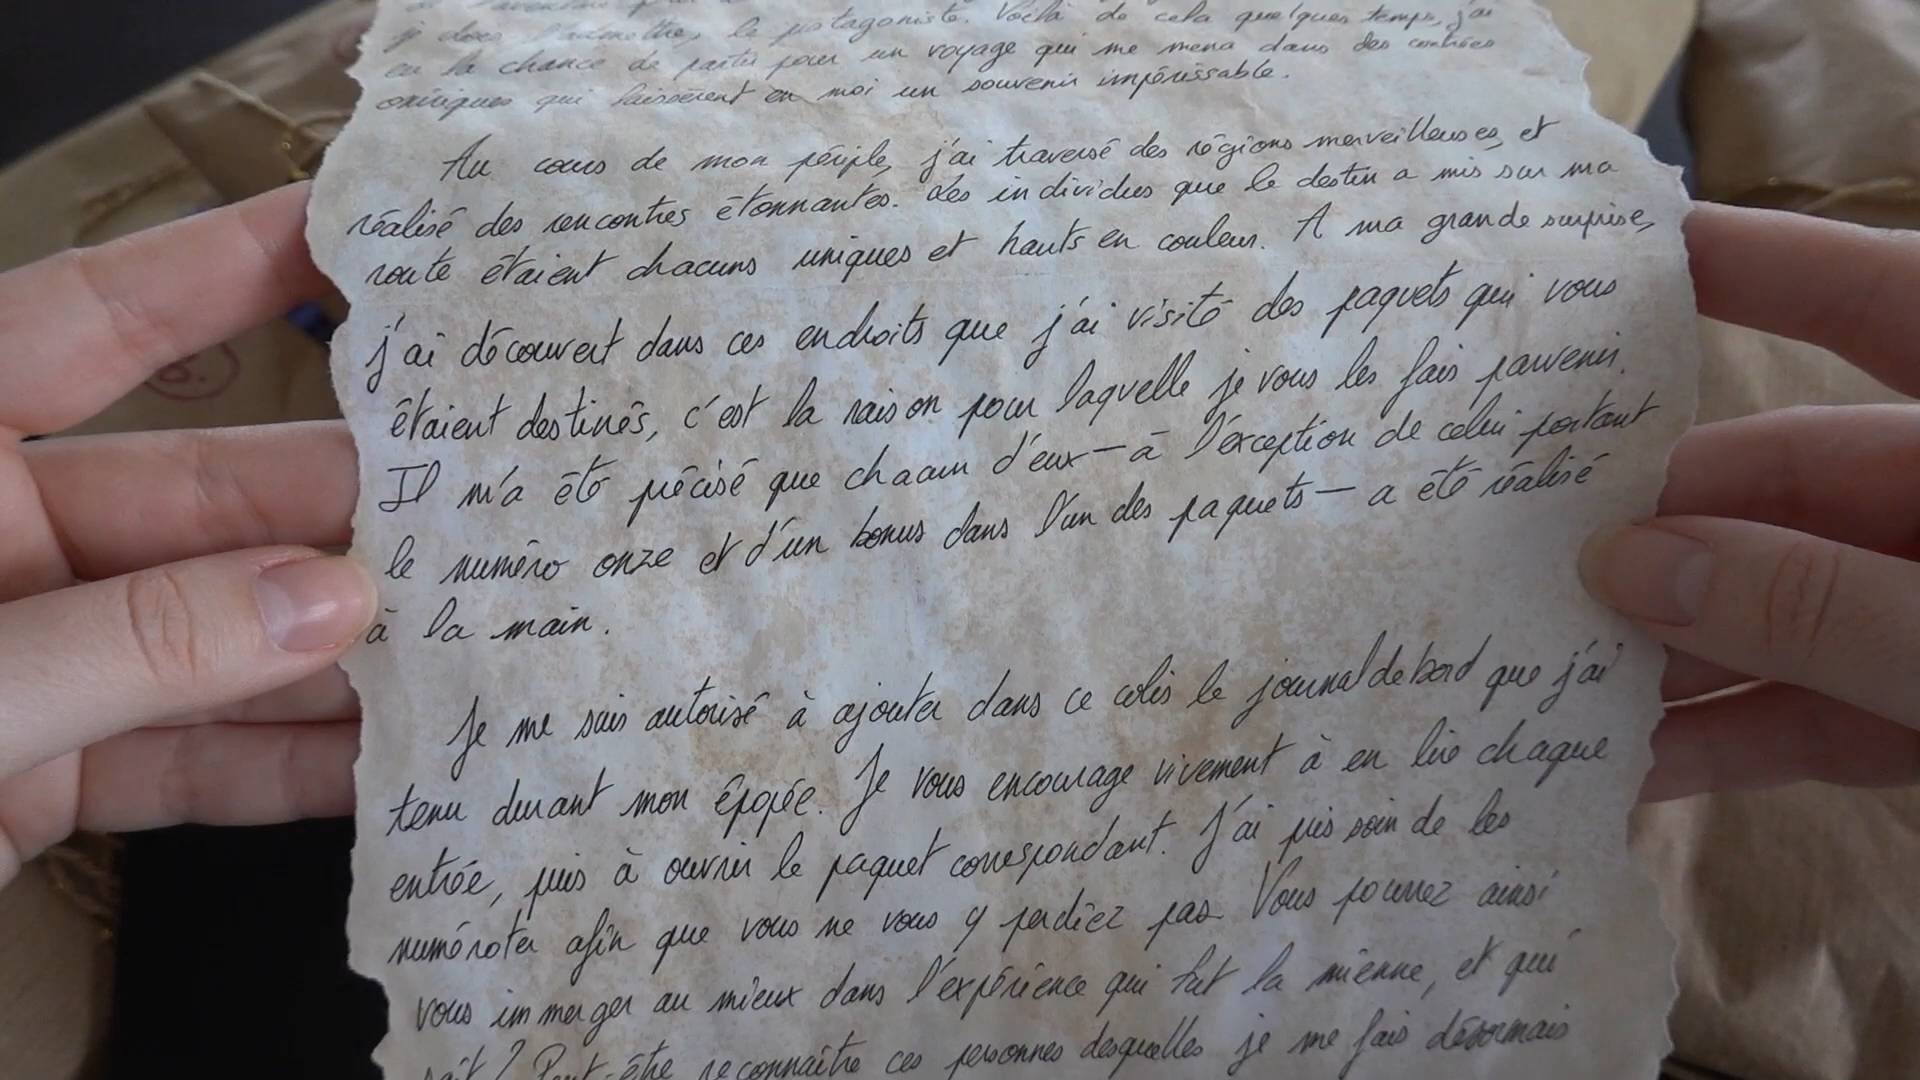 je dois l'admettre, le protagoniste. Voilà de cela quelques temps, j'ai
eu la chance de partir pour un voyage qui me mena dans des contrées
oniriques qui laissèrent en moi un souvenir impérissable.
Au cours de mon périple, j'ai traversé des régions merveilleuses, et
réalisé des rencontres étonnantes. Les individus que le destin a mis sur ma
route étaient chacuns uniques et hauts en couleur. A ma grande surprise,
j'ai découvert dans ces endroits que j'ai visité des paquets qui vous
étaient destinés, c'est la raison pour laquelle je vous les fais parvenir.
Il m'a été précisé que chacun d'eux — à l'exception de celui portant
le numéro onze et d'un bonus dans l'un des paquets — a été réalisé
à la main.
Je me suis autorisé à ajouter dans ce colis le journal de bord que j'ai
tenu durant mon épopée. Je vous encourage vivement à en lire chaque
entrée, puis à ouvrir le paquet correspondant. J'ai pris soin de les
numéroter afin que vous ne vous y perdiez pas. Vous pourrez ainsi
vous immerger au mieux dans l'expérience qui fut la mienne, et qui
sait ? Peut-être reconnaître ces personnes desquelles je me fais désormais